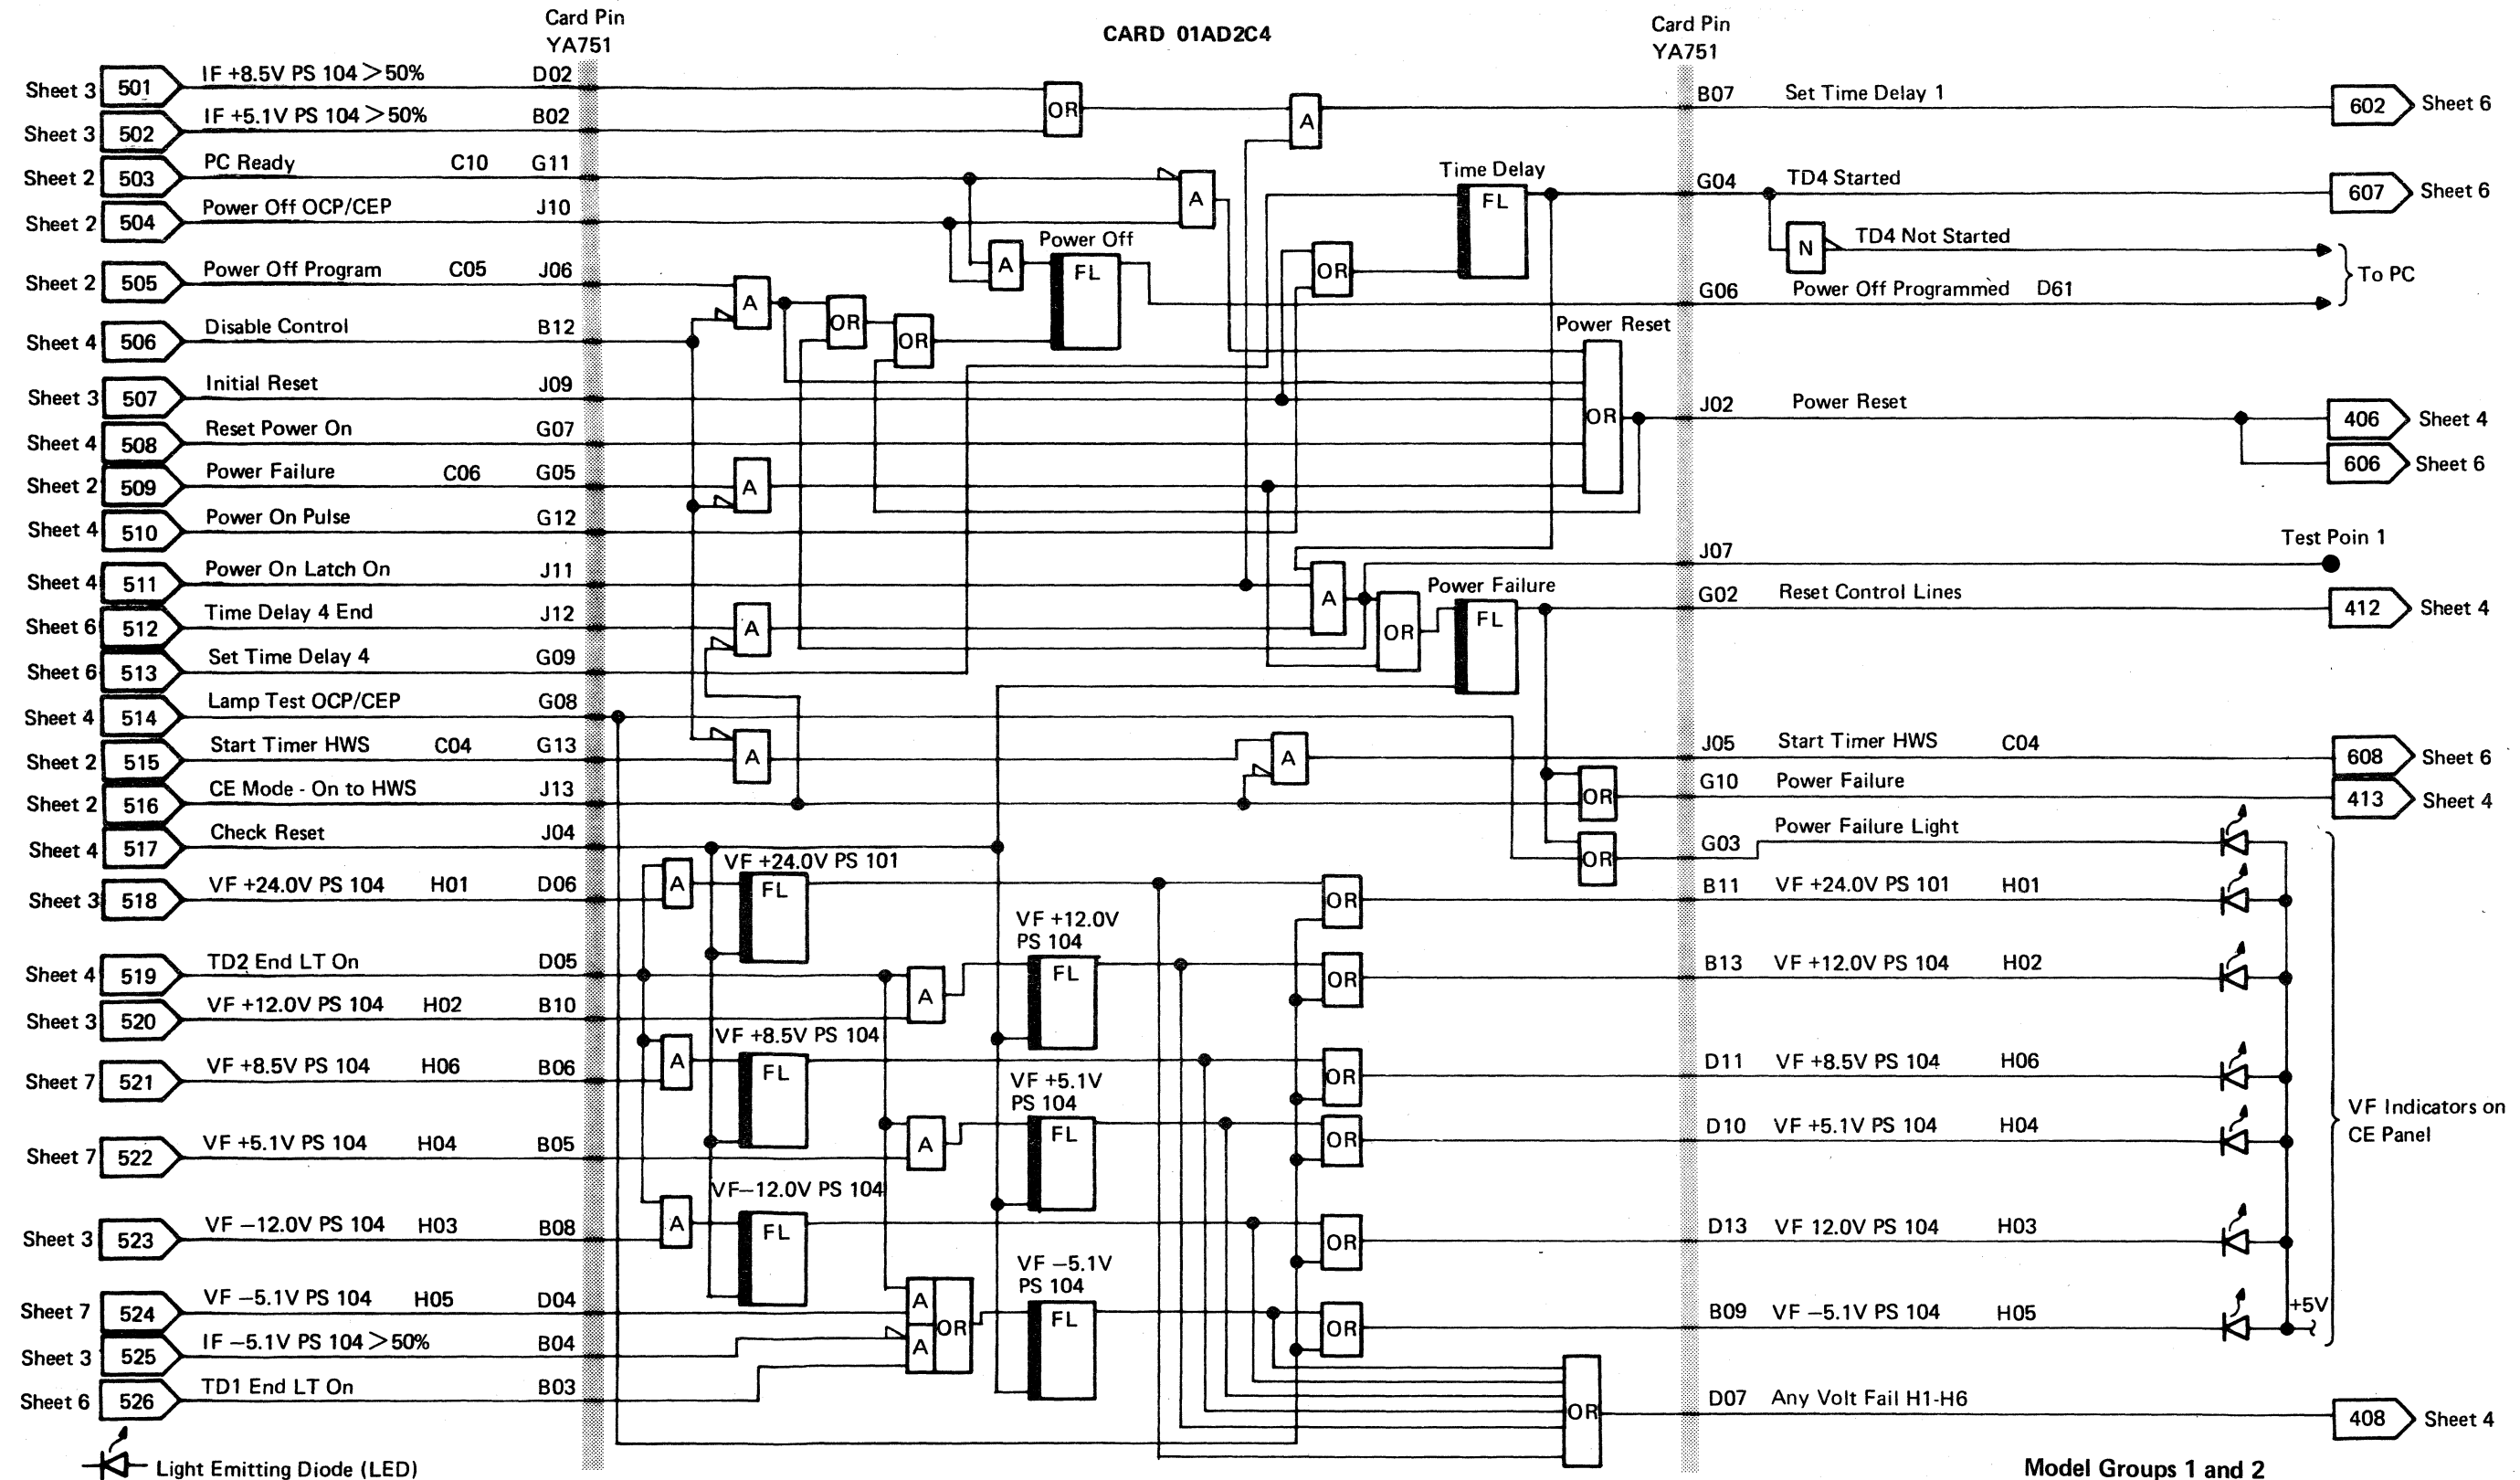 Card Pin
YA751
CARD 01AD2C4
Card Pin
YA751
Sheet 3 501 IF +8.5V PS 104 >50% D02
Sheet 3 502 IF +5.1V PS 104 >50% B02
Sheet 2 503 PC Ready C10 G11
Sheet 2 504 Power Off OCP/CEP J10
Sheet 2 505 Power Off Program C05 J06
Sheet 4 506 Disable Control B12
Sheet 3 507 Initial Reset J09
Sheet 4 508 Reset Power On G07
Sheet 2 509 Power Failure C06 G05
Sheet 4 510 Power On Pulse G12
Sheet 4 511 Power On Latch On J11
Sheet 6 512 Time Delay 4 End J12
Sheet 6 513 Set Time Delay 4 G09
Sheet 4 514 Lamp Test OCP/CEP G08
Sheet 2 515 Start Timer HWS C04 G13
Sheet 2 516 CE Mode - On to HWS J13
Sheet 4 517 Check Reset J04
Sheet 3 518 VF +24.0V PS 104 H01 D06
Sheet 4 519 TD2 End LT On D05
Sheet 3 520 VF +12.0V PS 104 H02 B10
Sheet 7 521 VF +8.5V PS 104 H06 B06
Sheet 7 522 VF +5.1V PS 104 H04 B05
Sheet 3 523 VF −12.0V PS 104 H03 B08
Sheet 7 524 VF −5.1V PS 104 H05 D04
Sheet 3 525 IF −5.1V PS 104 >50% B04
Sheet 6 526 TD1 End LT On B03
Light Emitting Diode (LED)
OR
A
A
Time Delay
FL
A
Power Off
FL
OR
A
OR
OR
Power Reset
OR
A
A
A
OR
Power Failure
FL
A
A
OR
OR
A
VF +24.0V PS 101
FL
OR
VF +12.0V
PS 104
A
FL
OR
VF +8.5V PS 104
A
FL
OR
VF +5.1V
PS 104
A
FL
OR
VF−12.0V PS 104
A
FL
OR
VF −5.1V
PS 104
A
A
OR
FL
OR
OR
B07 Set Time Delay 1 602 Sheet 6
G04 TD4 Started 607 Sheet 6
N TD4 Not Started
To PC
G06 Power Off Programmed D61
J02 Power Reset 406 Sheet 4
606 Sheet 6
J07 Test Poin 1
G02 Reset Control Lines 412 Sheet 4
J05 Start Timer HWS C04 608 Sheet 6
G10 Power Failure 413 Sheet 4
G03 Power Failure Light
B11 VF +24.0V PS 101 H01
B13 VF +12.0V PS 104 H02
D11 VF +8.5V PS 104 H06
D10 VF +5.1V PS 104 H04
VF Indicators on
CE Panel
D13 VF 12.0V PS 104 H03
B09 VF −5.1V PS 104 H05
+5V
D07 Any Volt Fail H1-H6 408 Sheet 4
Model Groups 1 and 2